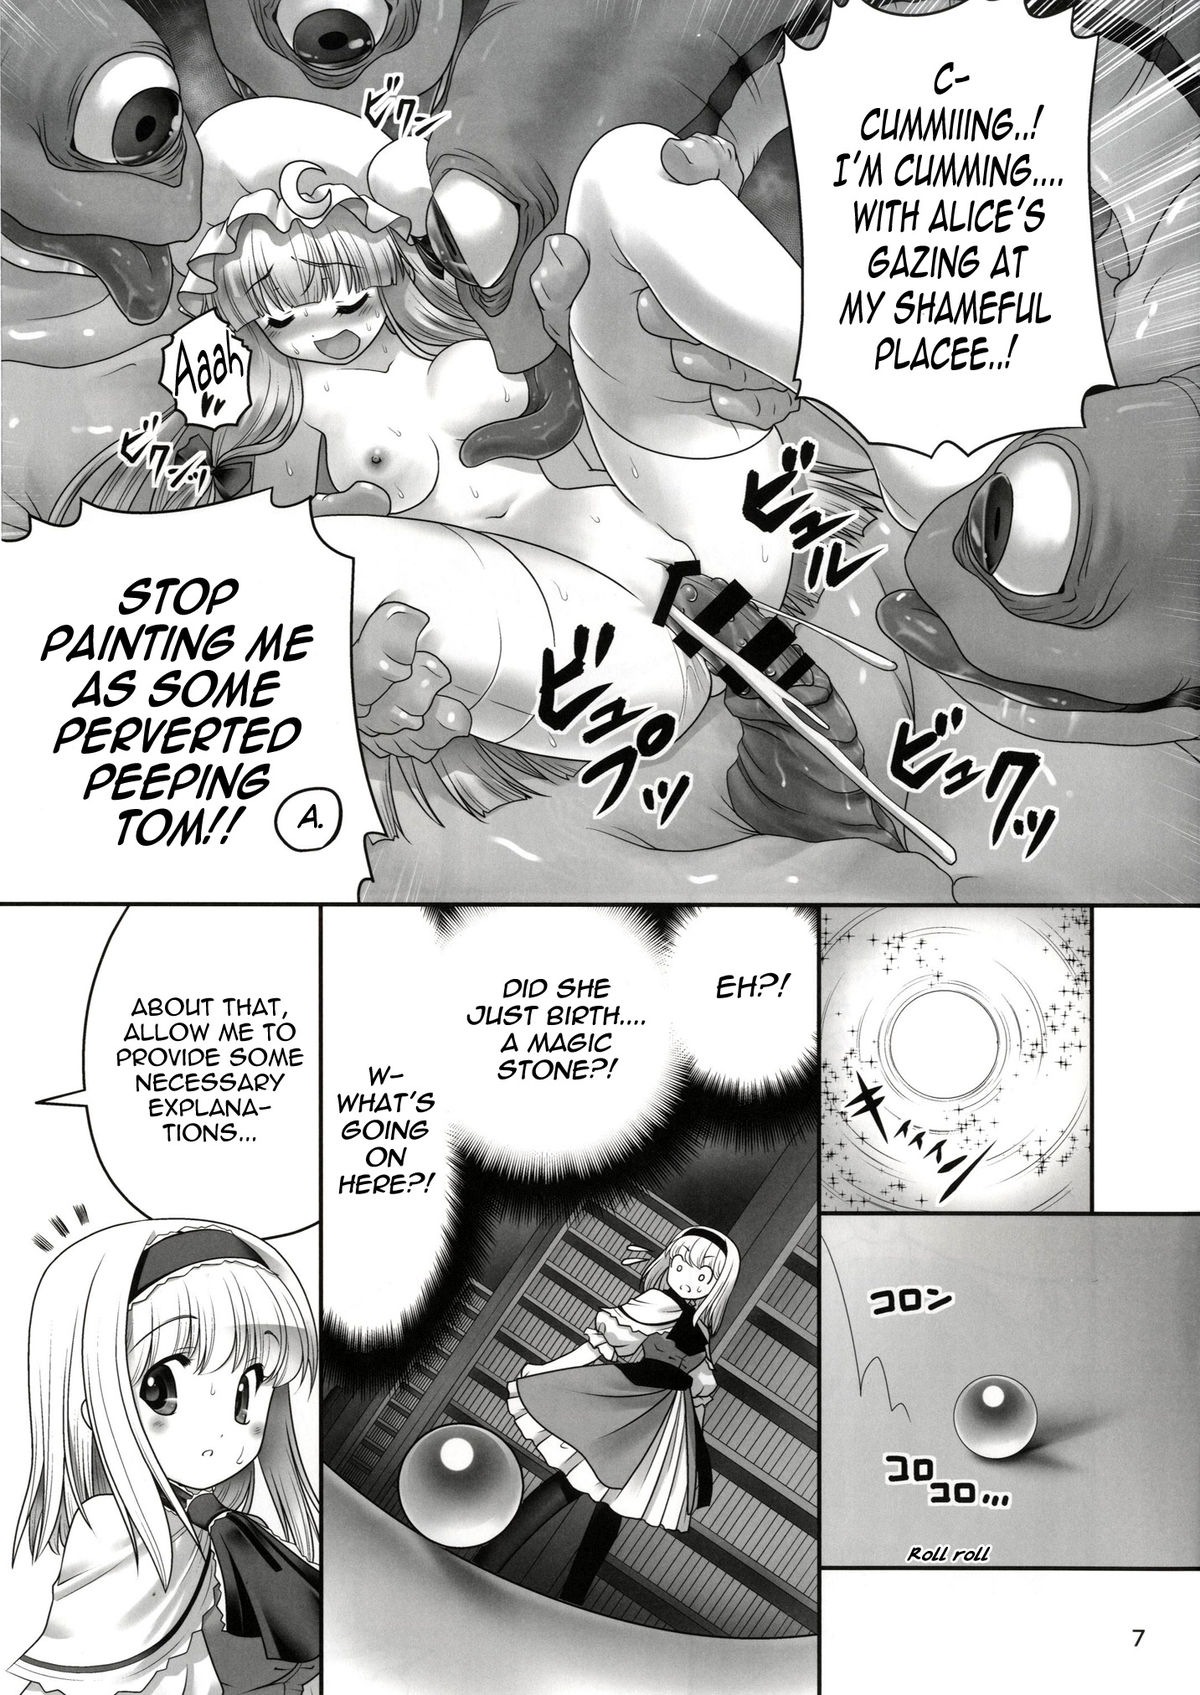 C-
CUMMIIING..!
I'M CUMMING....
WITH ALICE'S
GAZING AT
MY SHAMEFUL
PLACEE..!
ビクン
Aaah
ビクンッ
ビュルー
ビュプッ
ビュクッ
STOP
PAINTING ME
AS SOME
PERVERTED
PEEPING
TOM!!
A.
コロン
コロ
コロ...
Roll roll
EH?!
DID SHE
JUST BIRTH....
A MAGIC
STONE?!
W-
WHAT'S
GOING
ON
HERE?!
ABOUT THAT,
ALLOW ME TO
PROVIDE SOME
NECESSARY
EXPLANA-
TIONS...
7